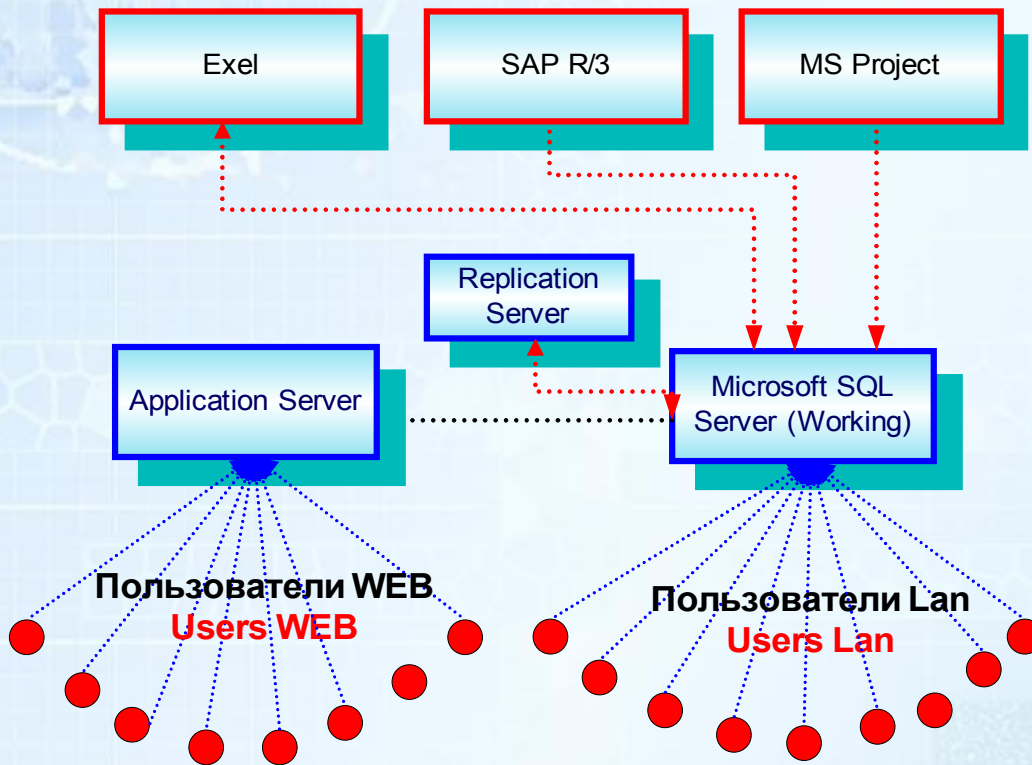 Exel
SAP R/3
MS Project
Replication
Server
Application Server
Microsoft SQL
Server (Working)
Пользователи WEB
Users WEB
Пользователи Lan
Users Lan